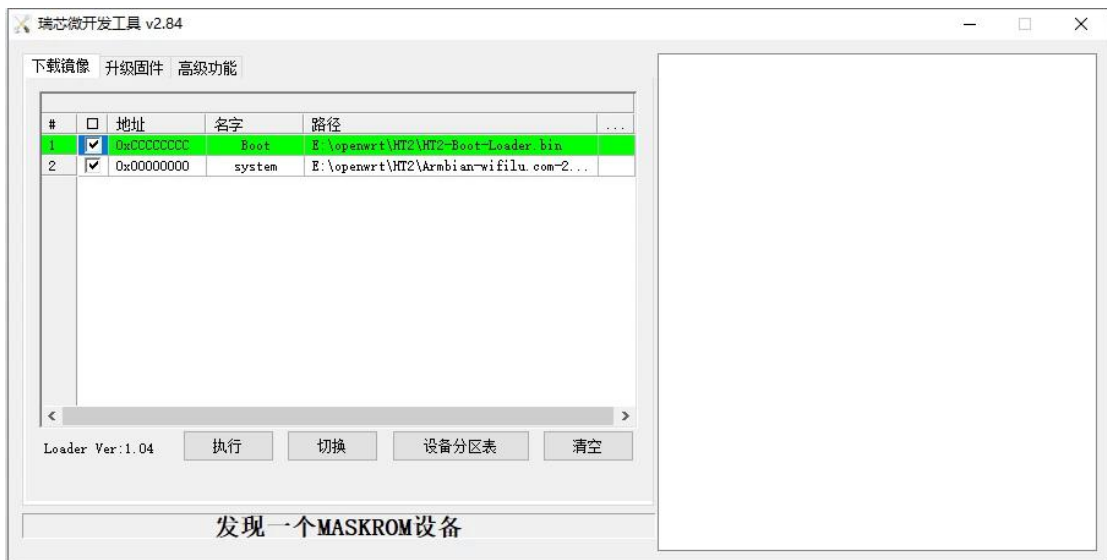 瑞芯微开发工具 v2.84
下载镜像 升级固件 高级功能
# 地址 名字 路径 ...
1 0xCCCCCCCC Boot E:\openwrt\HT2\HT2-Boot-Loader.bin
2 0x00000000 system E:\openwrt\HT2\Armbian-wifilu.com-2...
Loader Ver:1.04 执行 切换 设备分区表 清空
发现一个MASKROM设备